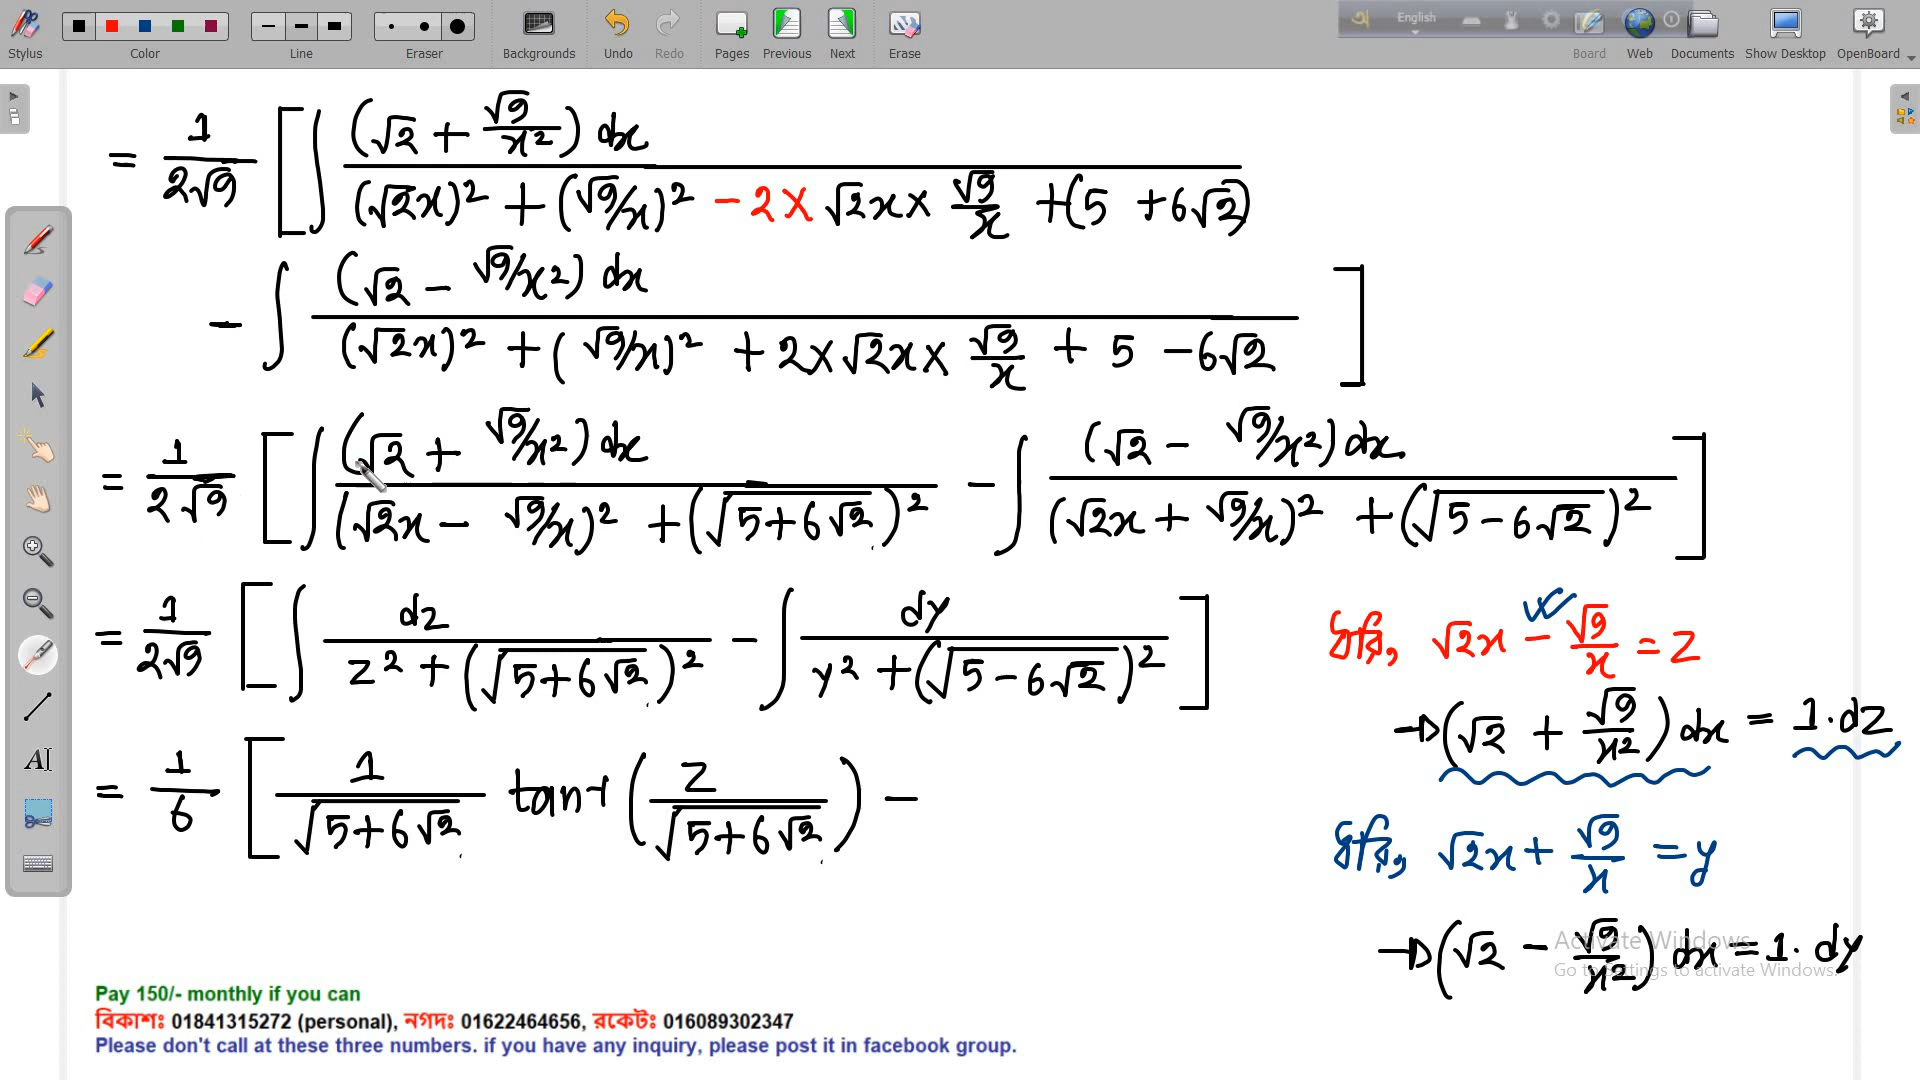 Stylus Color Line Eraser Backgrounds Undo Redo Pages Previous Next Erase English Board Web Documents Show Desktop OpenBoard
= 1/(2√9) [ ∫ (√2 + √9/x²) dx / ((√2x)² + (√9/x)² - 2 × √2x × √9/x + (5 + 6√2))
- ∫ (√2 - √9/x²) dx / ((√2x)² + (√9/x)² + 2 × √2x × √9/x + 5 - 6√2) ]
= 1/(2√9) [ ∫ (√2 + √9/x²) dx / ((√2x - √9/x)² + (√(5+6√2))²) - ∫ (√2 - √9/x²) dx / ((√2x + √9/x)² + (√(5-6√2))²) ]
= 1/(2√9) [ ∫ dz / (z² + (√(5+6√2))²) - ∫ dy / (y² + (√(5-6√2))²) ]
ধরি, √2x - √9/x = z
→ (√2 + √9/x²) dx = 1.dz
= 1/6 [ 1/√(5+6√2) tan⁻¹ (z/√(5+6√2)) -
ধরি, √2x + √9/x = y
→ (√2 - √9/x²) dx = 1. dy
Activate Windows
Go to Settings to activate Windows.
Pay 150/- monthly if you can
বিকাশঃ 01841315272 (personal), নগদঃ 01622464656, রকেটঃ 016089302347
Please don't call at these three numbers. if you have any inquiry, please post it in facebook group.